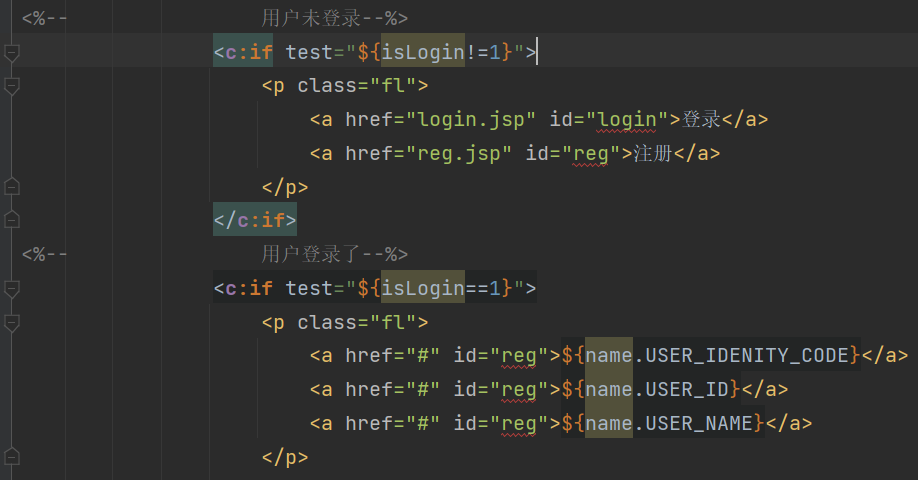 <%--                用户未登录--%>
                <c:if test="${isLogin!=1}">
                    <p class="fl">
                        <a href="login.jsp" id="login">登录</a>
                        <a href="reg.jsp" id="reg">注册</a>
                    </p>
                </c:if>
<%--                用户登录了--%>
                <c:if test="${isLogin==1}">
                    <p class="fl">
                        <a href="#" id="reg">${name.USER_IDENITY_CODE}</a>
                        <a href="#" id="reg">${name.USER_ID}</a>
                        <a href="#" id="reg">${name.USER_NAME}</a>
                    </p>